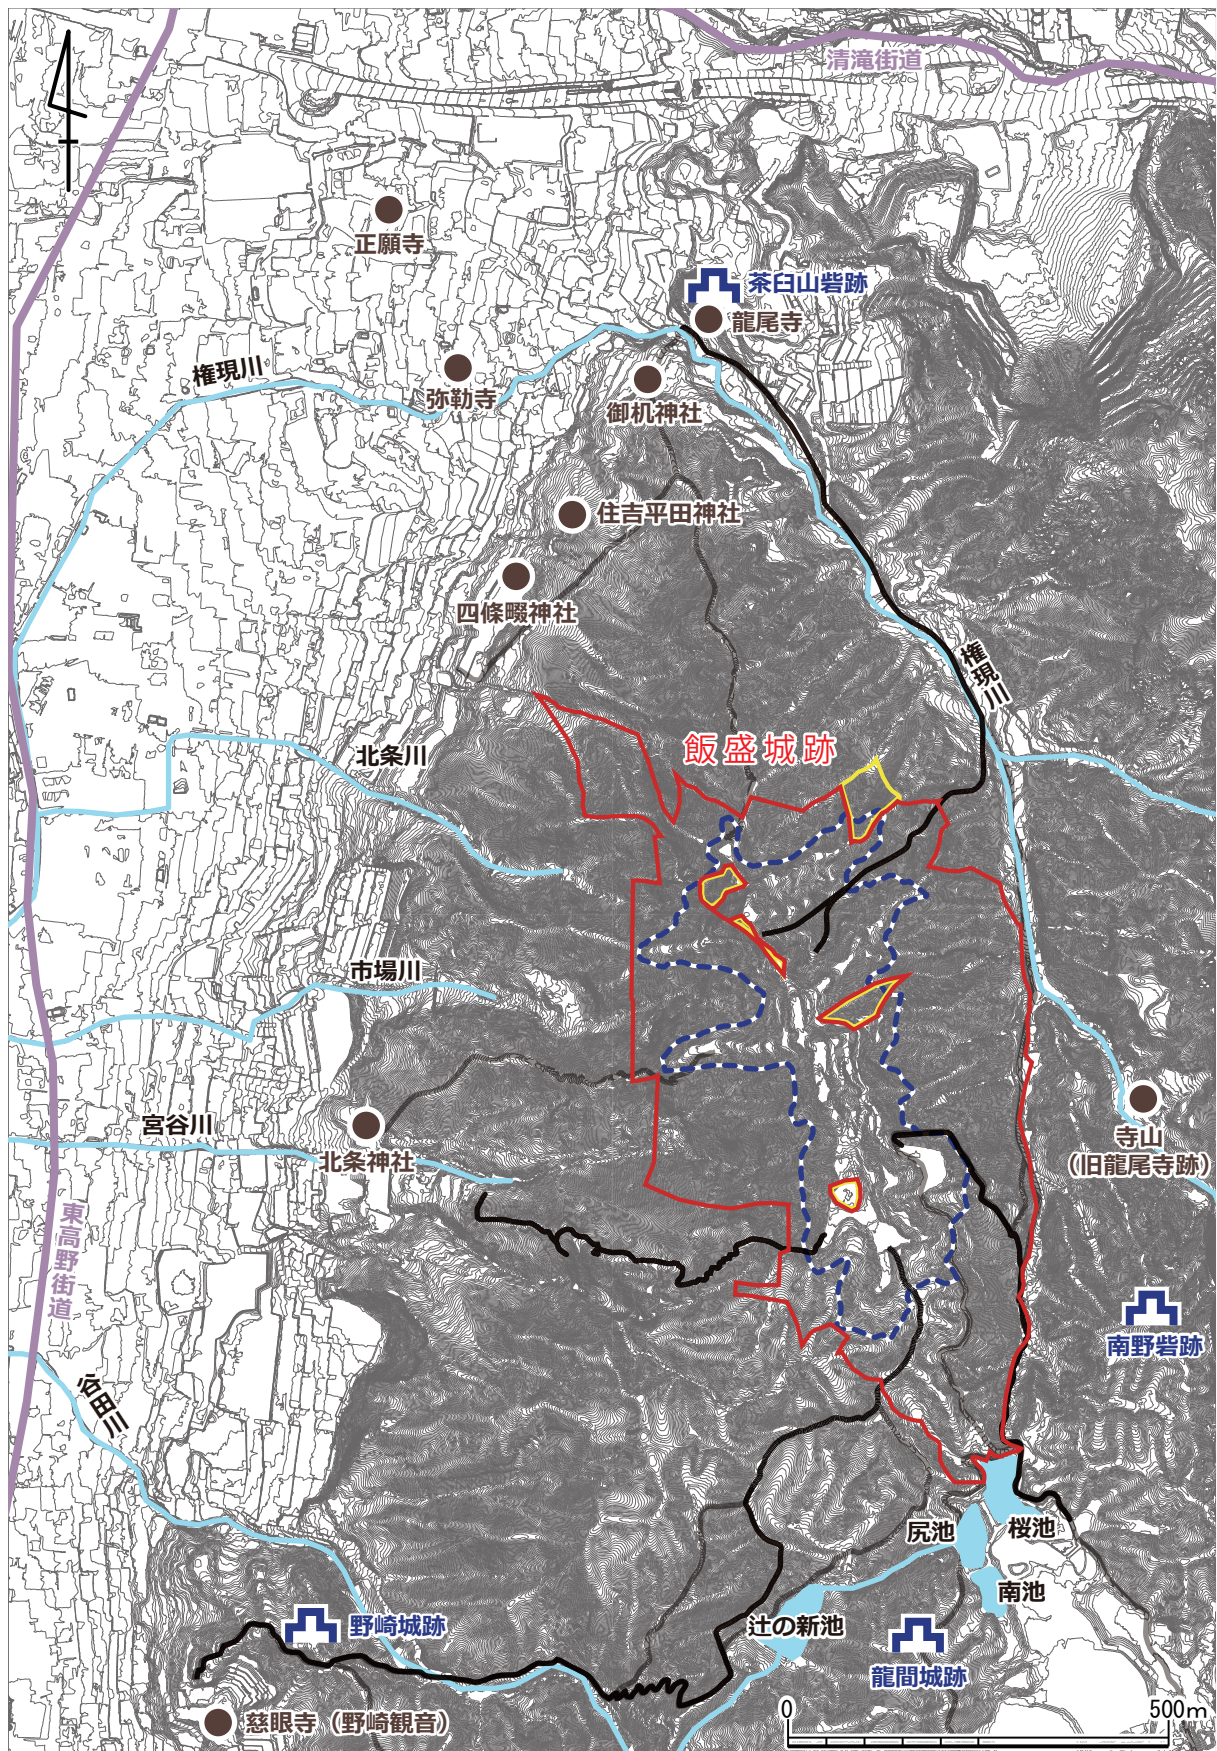 清滝街道
正願寺
茶臼山砦跡
龍尾寺
権現川
弥勒寺
御机神社
住吉平田神社
四條畷神社
権現川
飯盛城跡
北条川
市場川
宮谷川
北条神社
寺山
(旧龍尾寺跡)
東高野街道
南野砦跡
谷田川
尻池
桜池
南池
辻の新池
野崎城跡
龍間城跡
慈眼寺(野崎観音)
0
500m